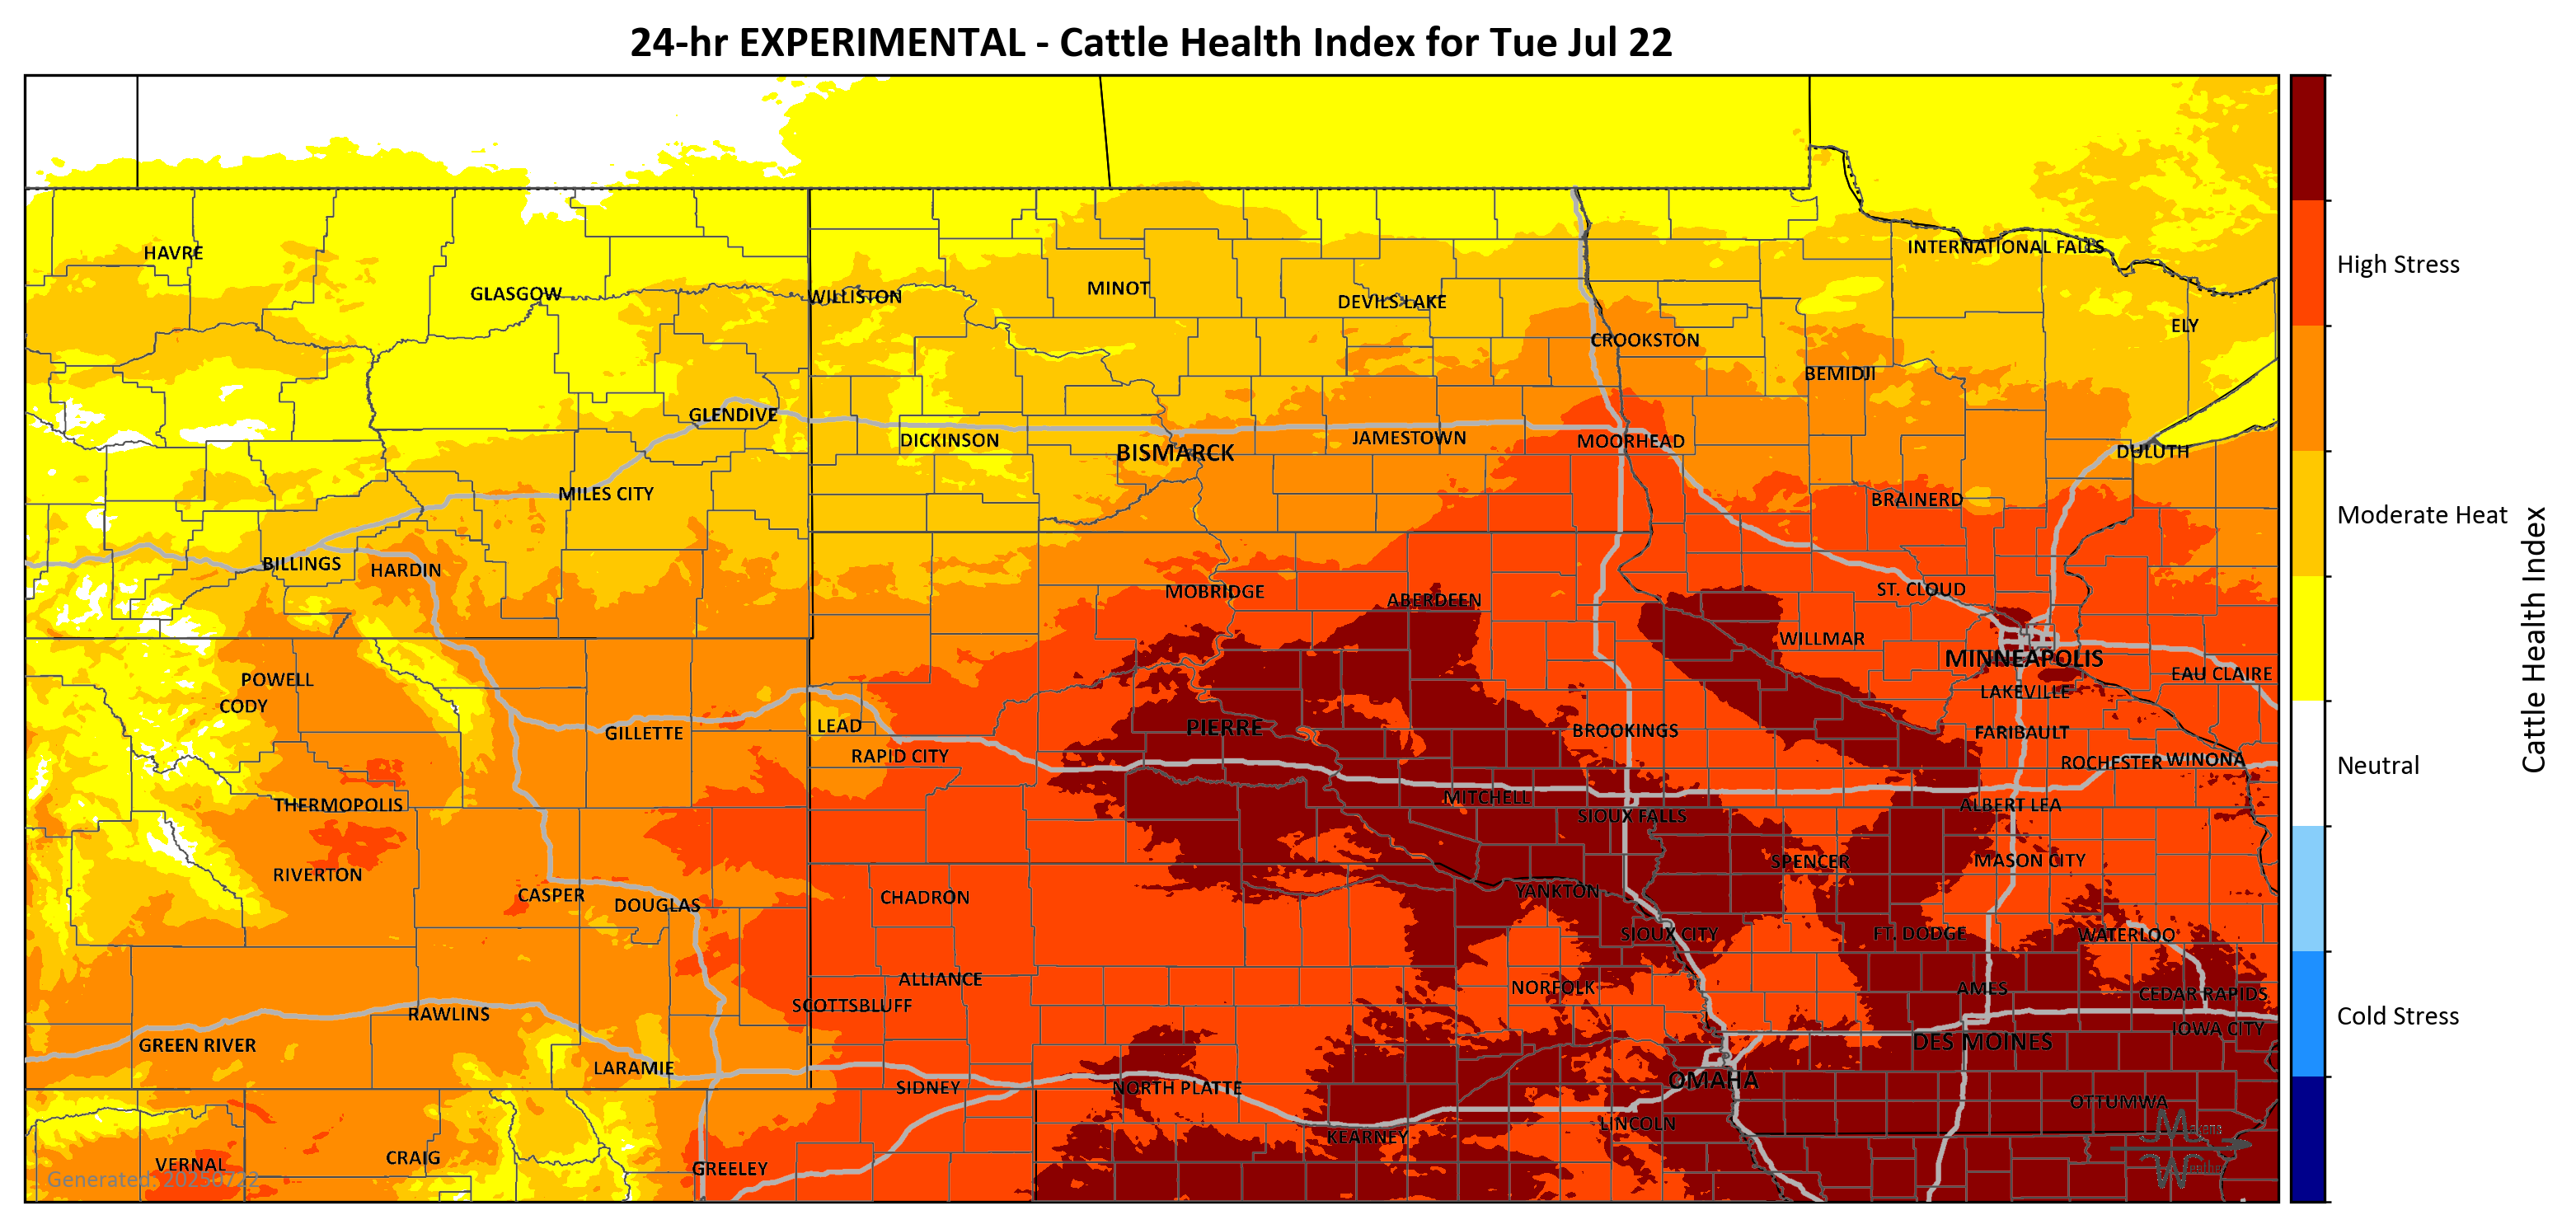 24-hr EXPERIMENTAL - Cattle Health Index for Tue Jul 22
HAVRE
INTERNATIONAL FALLS
High Stress
GLASGOW
WILLISTON
MINOT
DEVILS LAKE
ELY
CROOKSTON
BEMIDJI
GLENDIVE
DICKINSON
BISMARCK
JAMESTOWN
MOORHEAD
DULUTH
MILES CITY
BRAINERD
Moderate Heat
BILLINGS
HARDIN
MOBRIDGE
ABERDEEN
ST. CLOUD
WILLMAR
MINNEAPOLIS
EAU CLAIRE
POWELL
CODY
LAKEVILLE
GILLETTE
LEAD
PIERRE
BROOKINGS
FARIBAULT
Cattle Health Index
RAPID CITY
ROCHESTER
WINONA
Neutral
THERMOPOLIS
MITCHELL
SIOUX FALLS
ALBERT LEA
RIVERTON
SPENCER
MASON CITY
CASPER
DOUGLAS
CHADRON
YANKTON
SIOUX CITY
FT. DODGE
WATERLOO
ALLIANCE
NORFOLK
AMES
CEDAR RAPIDS
SCOTTSBLUFF
RAWLINS
Cold Stress
GREEN RIVER
DES MOINES
IOWA CITY
LARAMIE
SIDNEY
NORTH PLATTE
OMAHA
OTTUMWA
LINCOLN
KEARNEY
VERNAL
CRAIG
GREELEY
Generated: 20250722